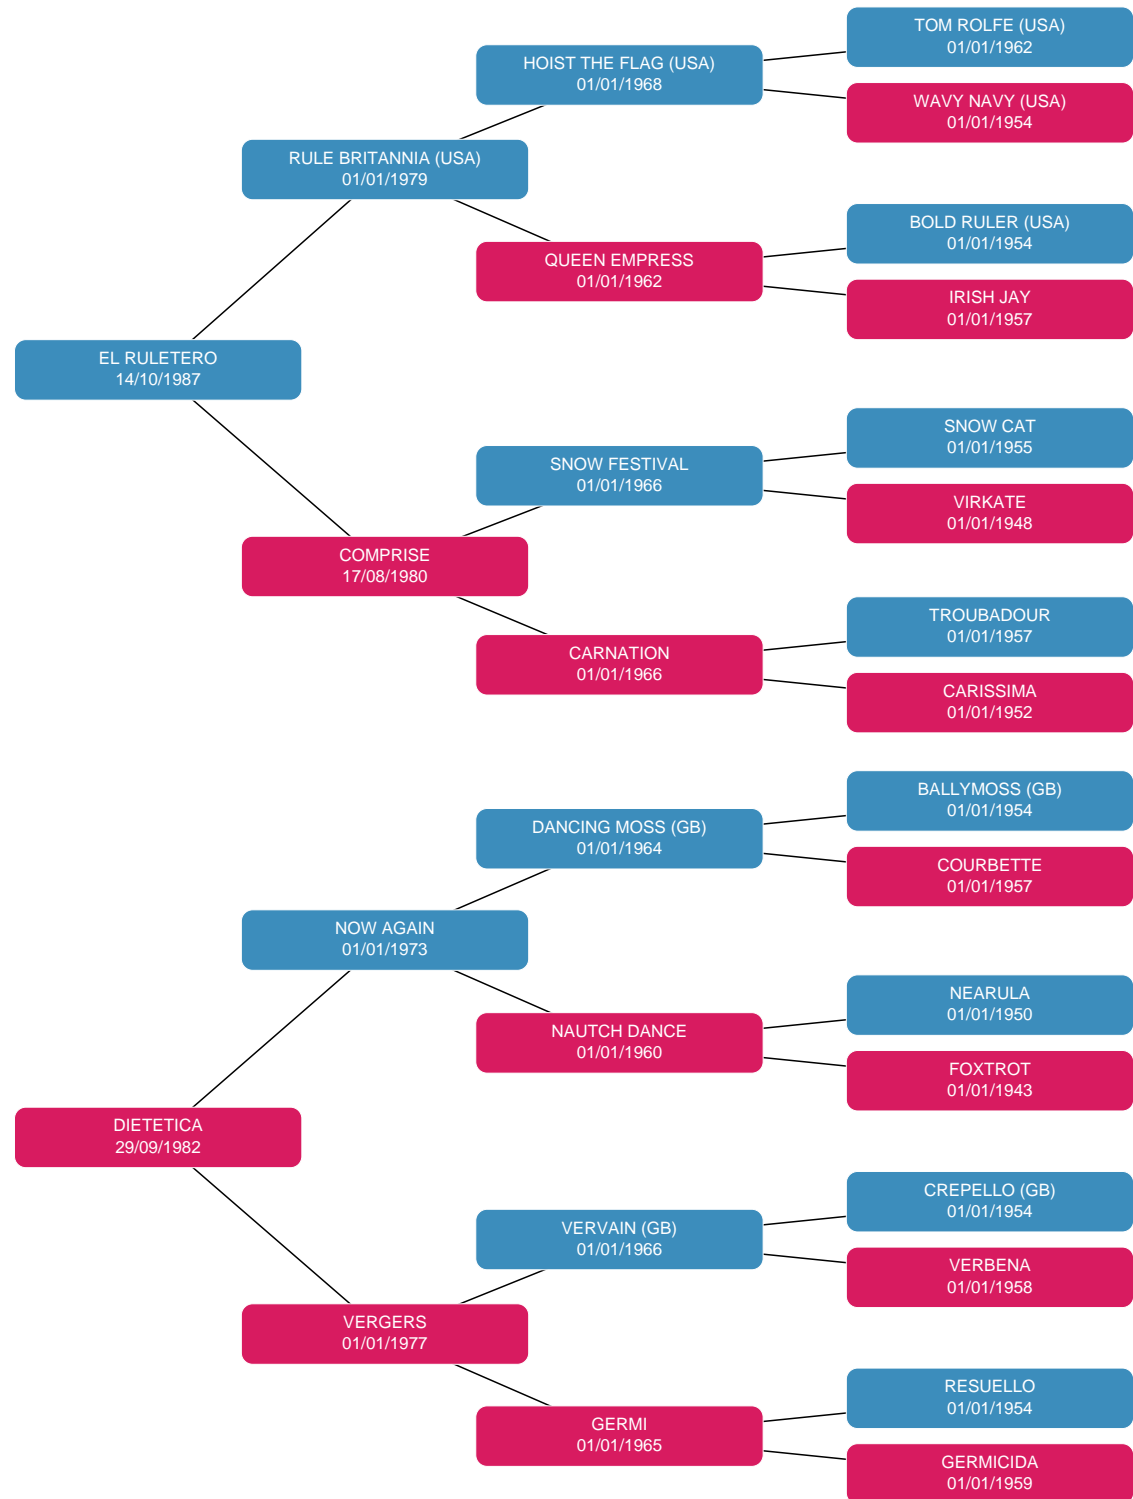 TOM ROLFE (USA)
01/01/1962
HOIST THE FLAG (USA)
01/01/1968
WAVY NAVY (USA)
01/01/1954
RULE BRITANNIA (USA)
01/01/1979
BOLD RULER (USA)
01/01/1954
QUEEN EMPRESS
01/01/1962
IRISH JAY
01/01/1957
EL RULETERO
14/10/1987
SNOW CAT
01/01/1955
SNOW FESTIVAL
01/01/1966
VIRKATE
01/01/1948
COMPRISE
17/08/1980
TROUBADOUR
01/01/1957
CARNATION
01/01/1966
CARISSIMA
01/01/1952
BALLYMOSS (GB)
01/01/1954
DANCING MOSS (GB)
01/01/1964
COURBETTE
01/01/1957
NOW AGAIN
01/01/1973
NEARULA
01/01/1950
NAUTCH DANCE
01/01/1960
FOXTROT
01/01/1943
DIETETICA
29/09/1982
CREPELLO (GB)
01/01/1954
VERVAIN (GB)
01/01/1966
VERBENA
01/01/1958
VERGERS
01/01/1977
RESUELLO
01/01/1954
GERMI
01/01/1965
GERMICIDA
01/01/1959